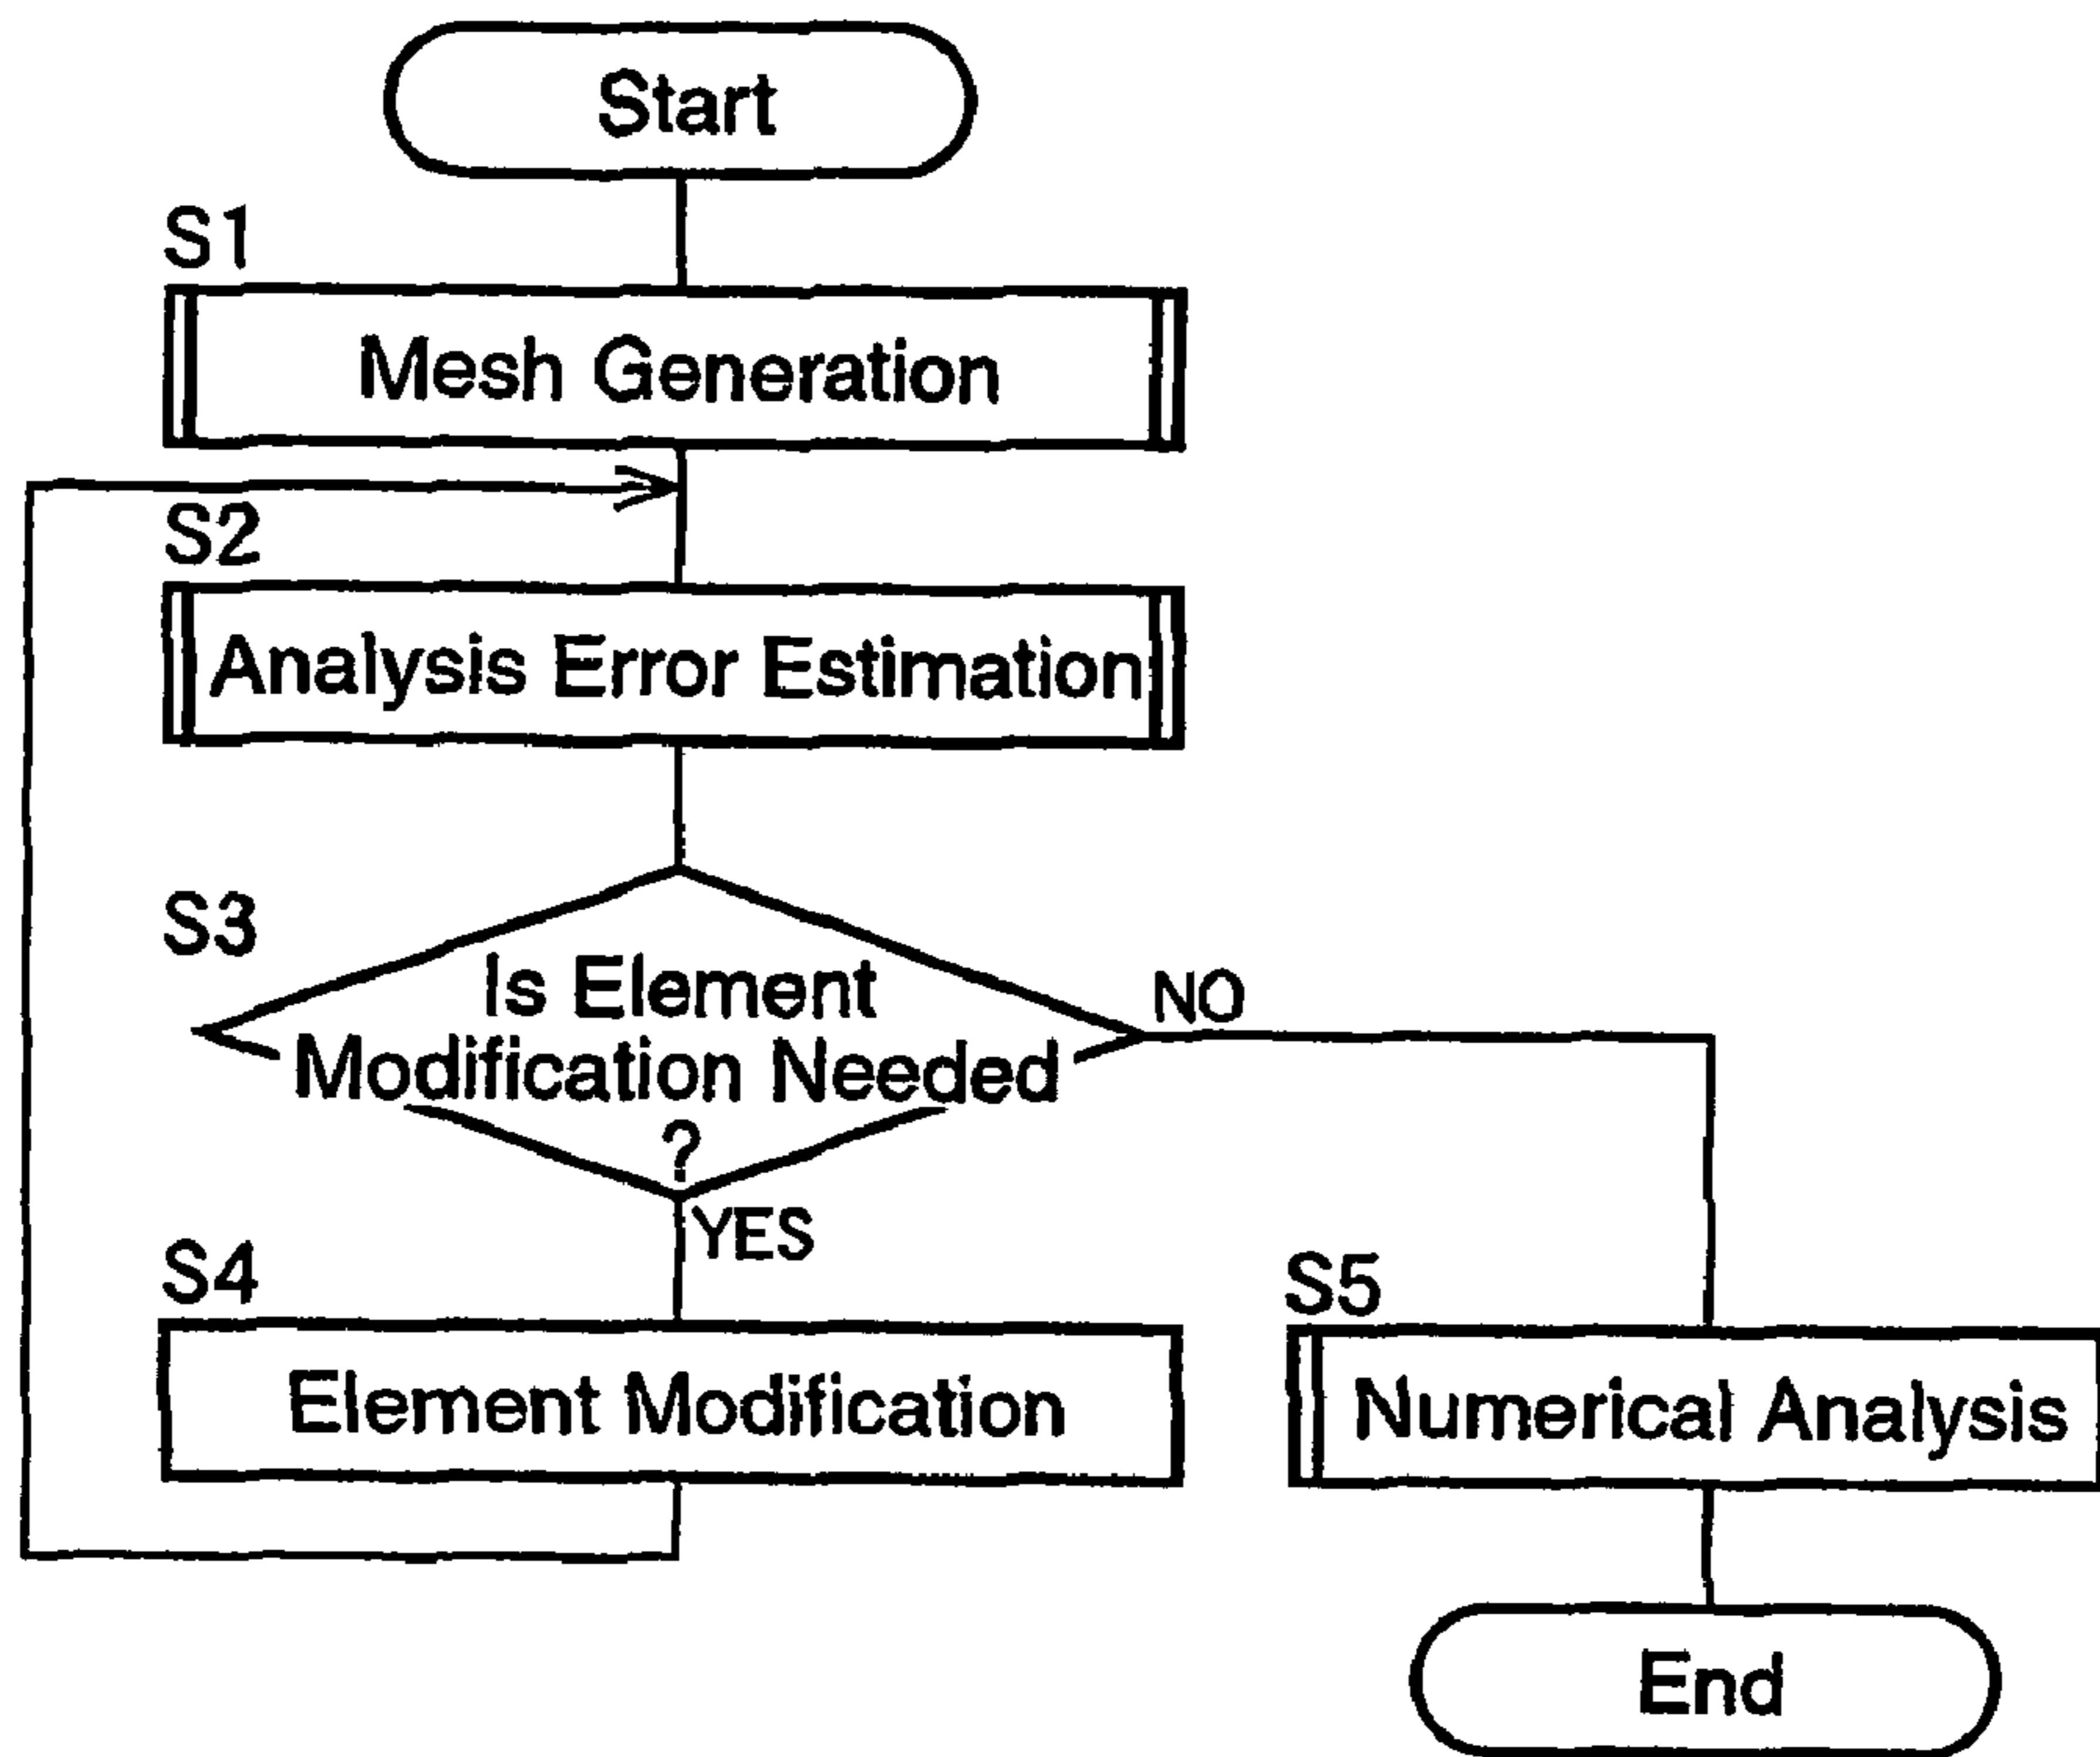 Start
S1
Mesh Generation
S2
Analysis Error Estimation
S3
Is Element
Modification Needed
?
NO
YES
S4
Element Modification
S5
Numerical Analysis
End